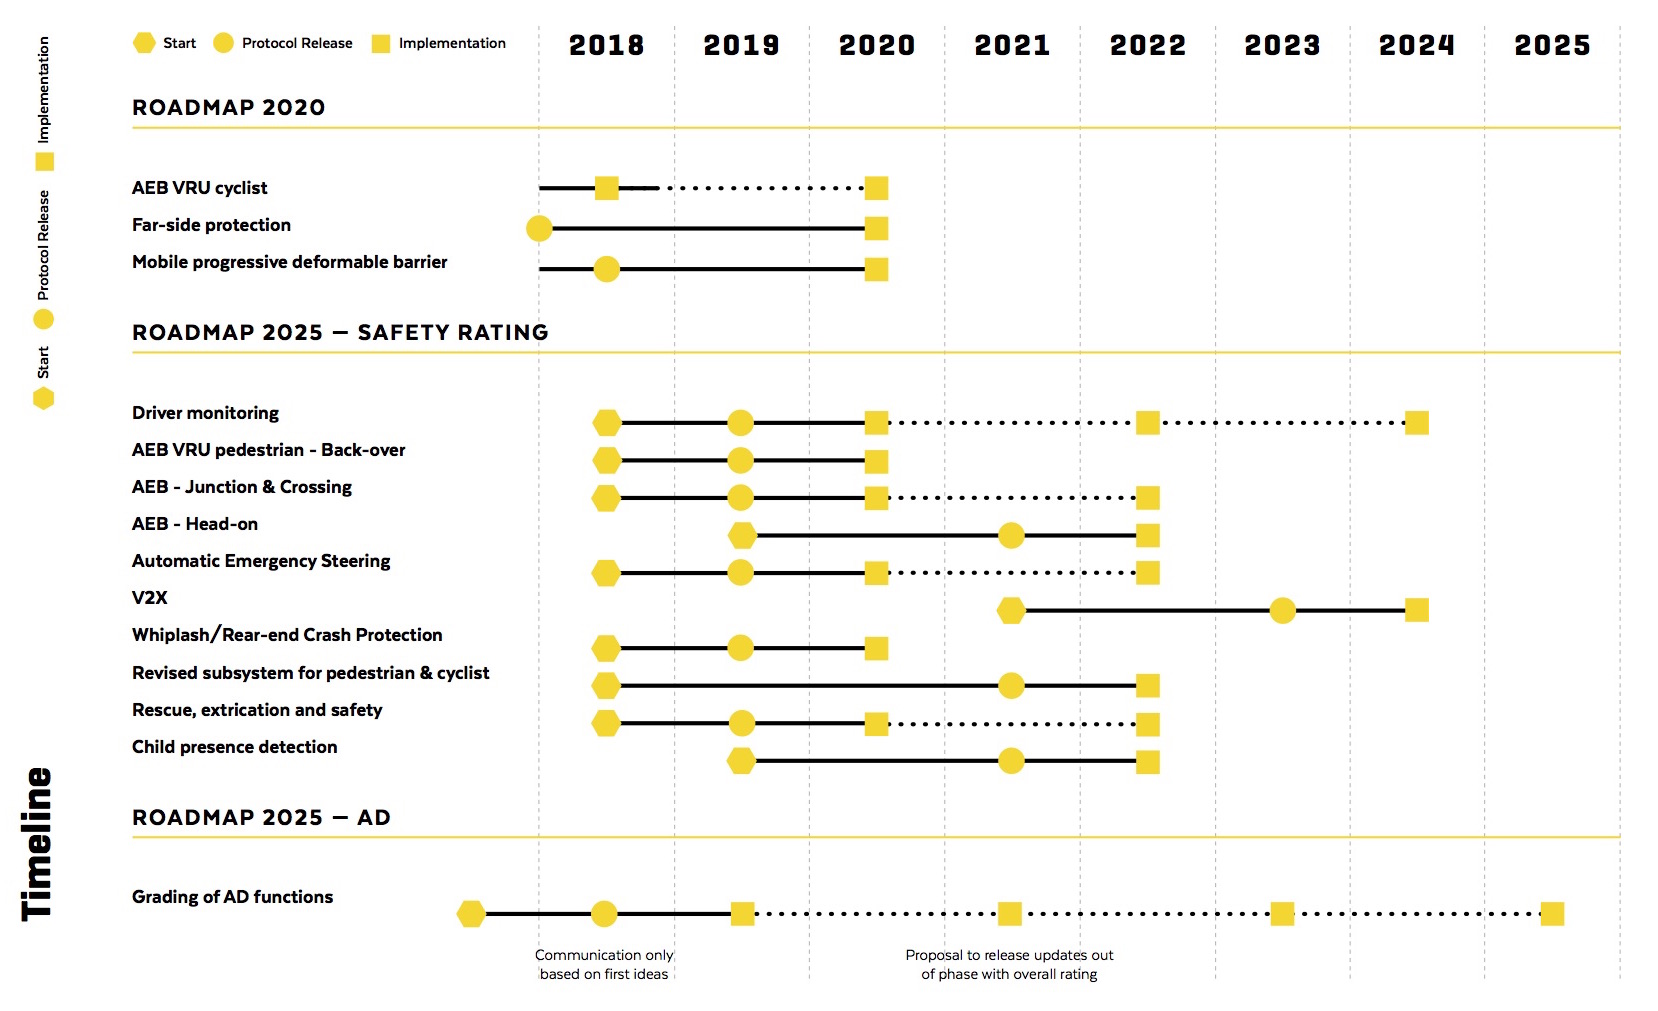 Start Protocol Release Implementation 2018 2019 2020 2021 2022 2023 2024 2025
ROADMAP 2020
AEB VRU cyclist
Far-side protection
Mobile progressive deformable barrier
ROADMAP 2025 – SAFETY RATING
Driver monitoring
AEB VRU pedestrian - Back-over
AEB - Junction & Crossing
AEB - Head-on
Automatic Emergency Steering
V2X
Whiplash/Rear-end Crash Protection
Revised subsystem for pedestrian & cyclist
Rescue, extrication and safety
Child presence detection
ROADMAP 2025 – AD
Grading of AD functions
Communication only
based on first ideas
Proposal to release updates out
of phase with overall rating
Timeline
Start Protocol Release Implementation